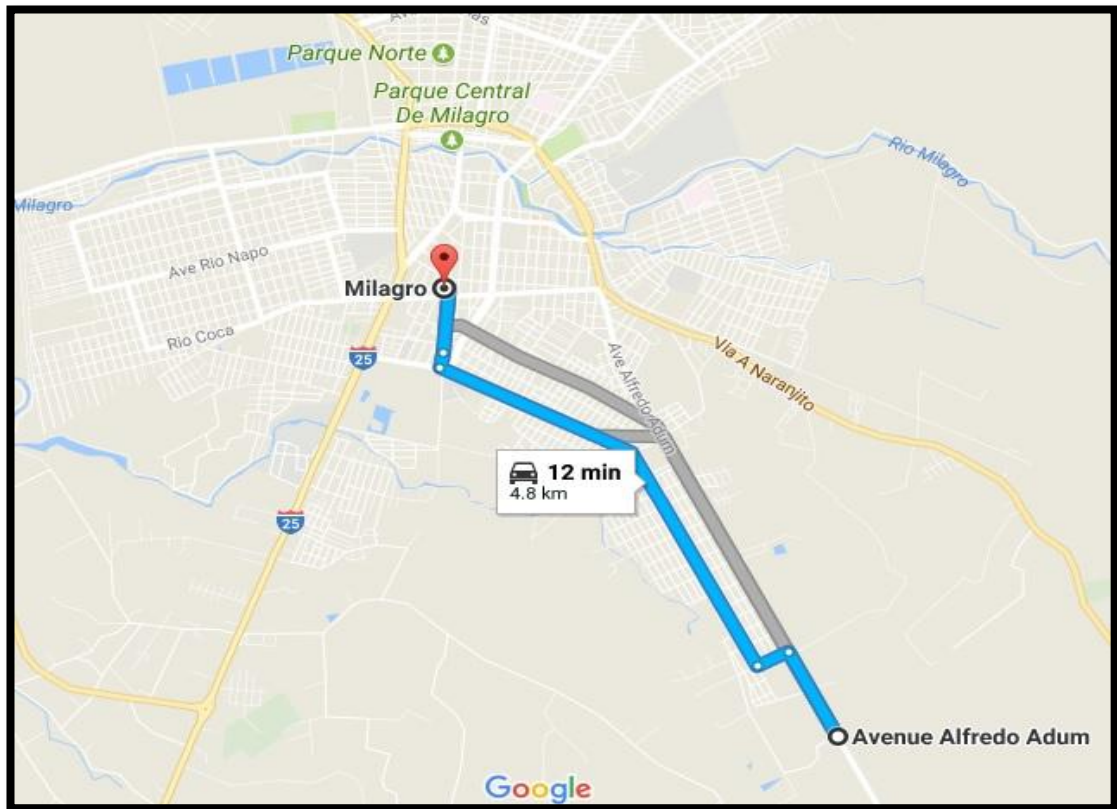 Parque Norte
Parque Central
De Milagro
Rio Milagro
Milagro
Ave Rio Napo
Milagro
Rio Coca
25
Ave Alfredo Adum
Vía A Naranjito
12 min
4.8 km
25
Avenue Alfredo Adum
Google